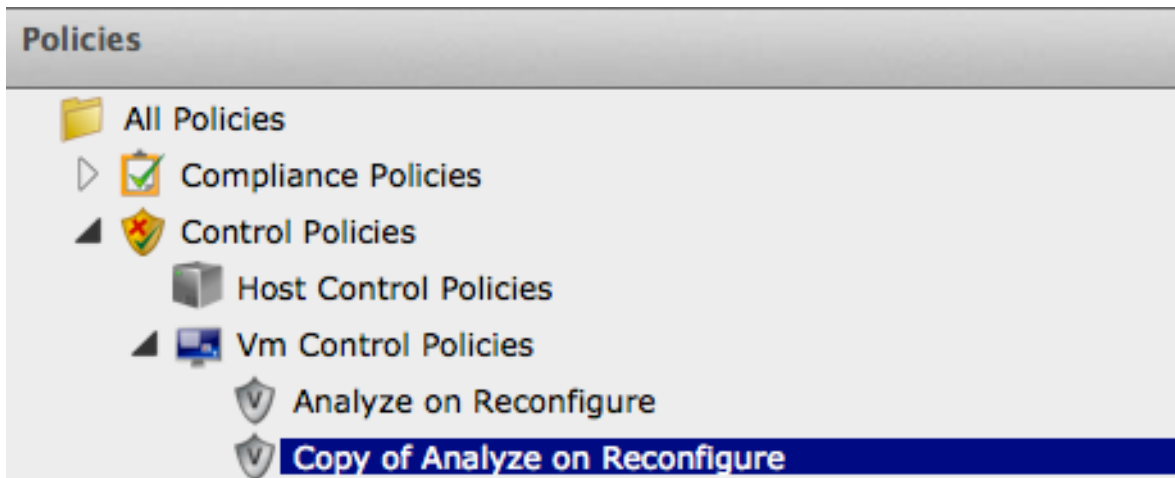 Policies
All Policies
Compliance Policies
Control Policies
Host Control Policies
Vm Control Policies
Analyze on Reconfigure
Copy of Analyze on Reconfigure